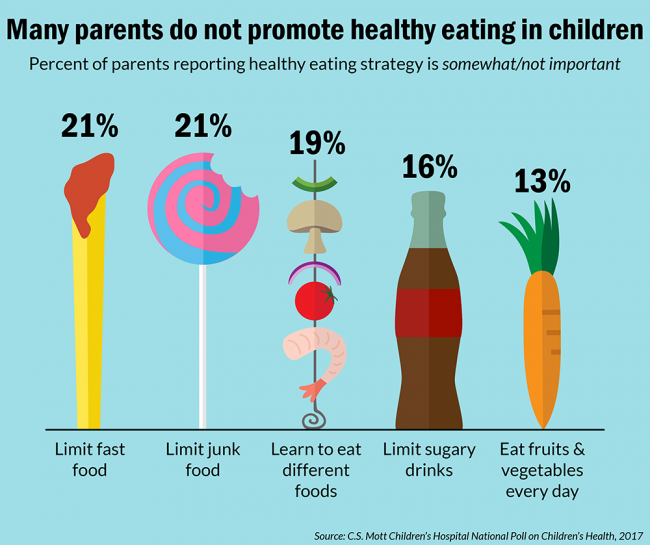 Many parents do not promote healthy eating in children
Percent of parents reporting healthy eating strategy is somewhat/not important
21%
21%
19%
16%
13%
Limit fast
food
Limit junk
food
Learn to eat
different
foods
Limit sugary
drinks
Eat fruits &
vegetables
every day
Source: C.S. Mott Children's Hospital National Poll on Children's Health, 2017